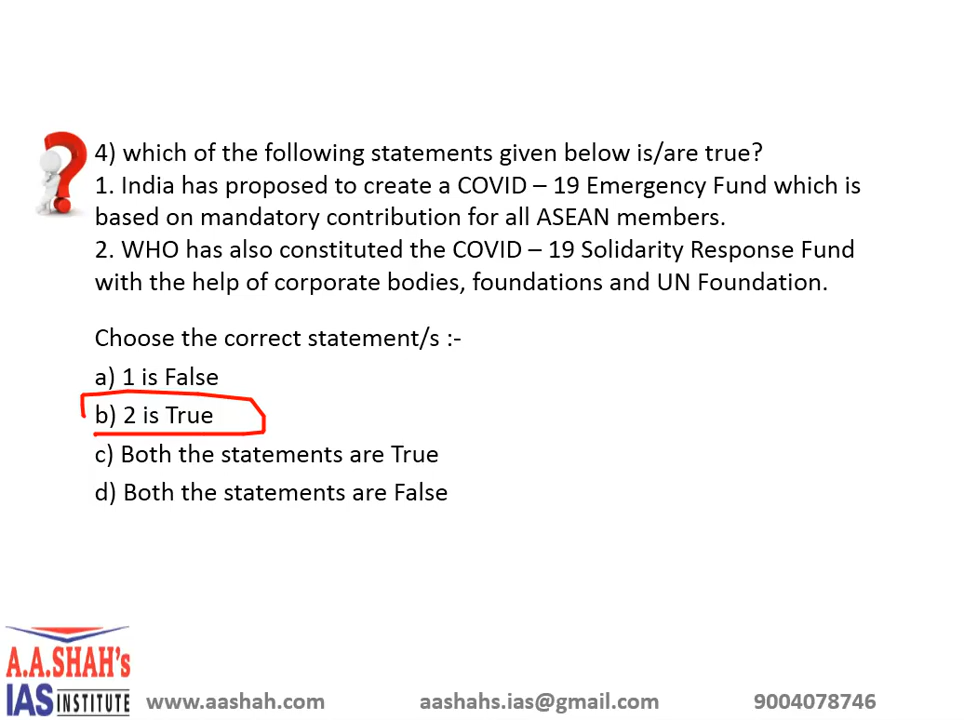 4) which of the following statements given below is/are true?
1. India has proposed to create a COVID – 19 Emergency Fund which is
based on mandatory contribution for all ASEAN members.
2. WHO has also constituted the COVID – 19 Solidarity Response Fund
with the help of corporate bodies, foundations and UN Foundation.
Choose the correct statement/s :-
a) 1 is False
b) 2 is True
c) Both the statements are True
d) Both the statements are False
A.A.SHAH's
IAS INSTITUTE
www.aashah.com aashahs.ias@gmail.com 9004078746